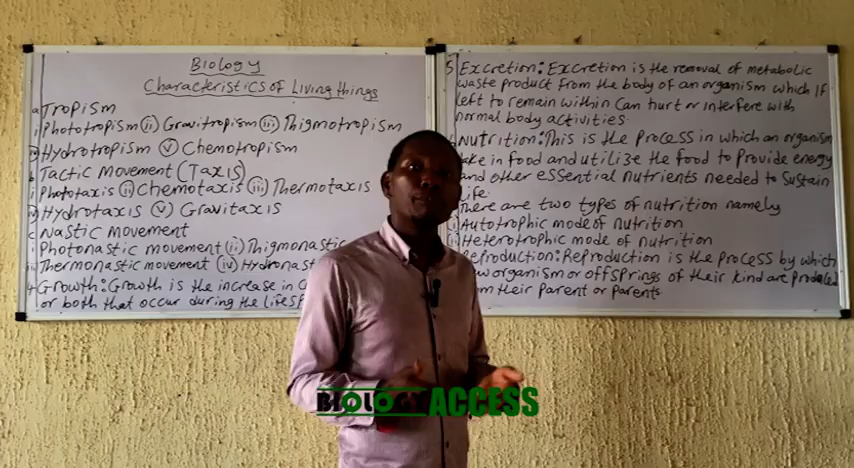 Biology
Characteristics of Living things
a Tropism
i Phototropism (ii) Gravitropism (iii) Thigmotropism
iv Hydrotropism (v) Chemotropism
b Tactic movement (Taxis)
i Phototaxis (ii) Chemotaxis (iii) Thermotaxis
iv Hydrotaxis (v) Gravitaxis
c Nastic movement
i Photonastic movement (ii) Thigmonastic
iii Thermonastic movement (iv) Hydronast
4 Growth: Growth is the increase in
or both that occur during the lifesp
5 Excretion: Excretion is the removal of metabolic
waste product from the body of an organism which If
left to remain within can hurt or interfere with
normal body activities.
Nutrition: This is the process in which an organism
take in food and utilize the food to provide energy
and other essential nutrients needed to sustain
life.
There are two types of nutrition namely
(i) Autotrophic mode of nutrition
(ii) Heterotrophic mode of nutrition
Reproduction: Reproduction is the process by which
organism or offsprings of their kind are produced
their parent or parents
BIOLOGY ACCESS